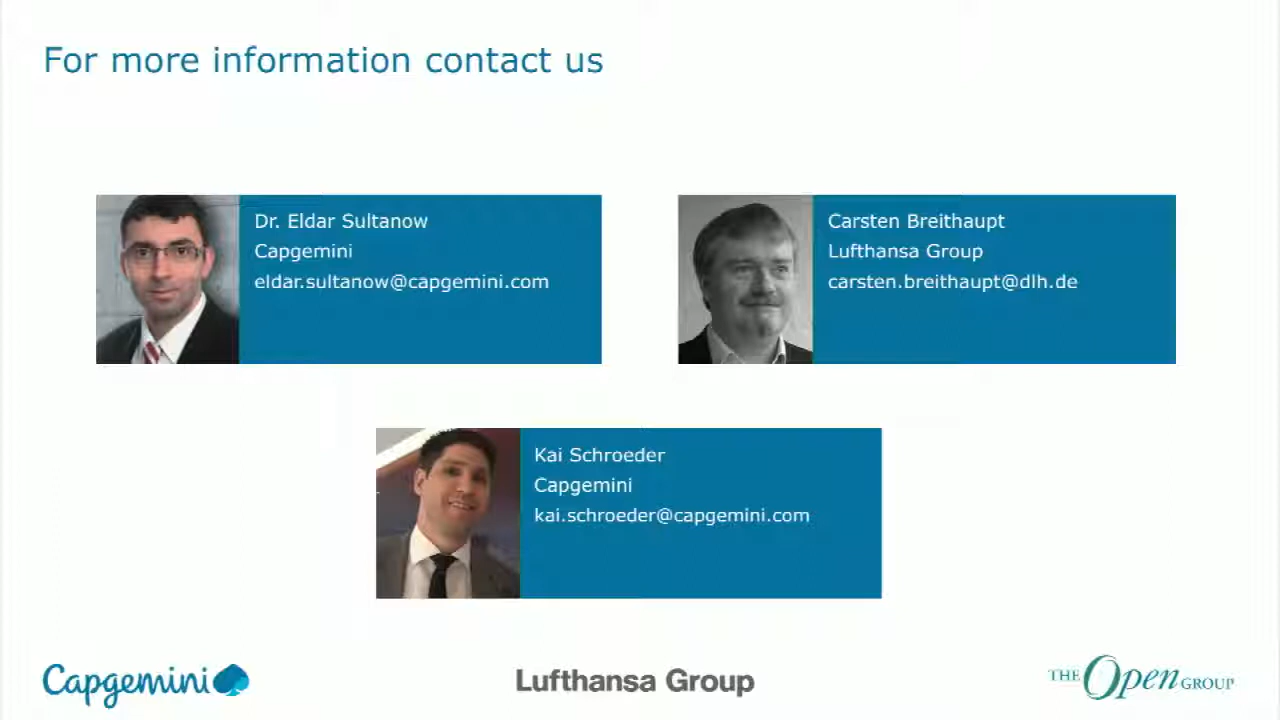 For more information contact us
Dr. Eldar Sultanow
Capgemini
eldar.sultanow@capgemini.com
Carsten Breithaupt
Lufthansa Group
carsten.breithaupt@dlh.de
Kai Schroeder
Capgemini
kai.schroeder@capgemini.com
Capgemini
Lufthansa Group
THE Open GROUP